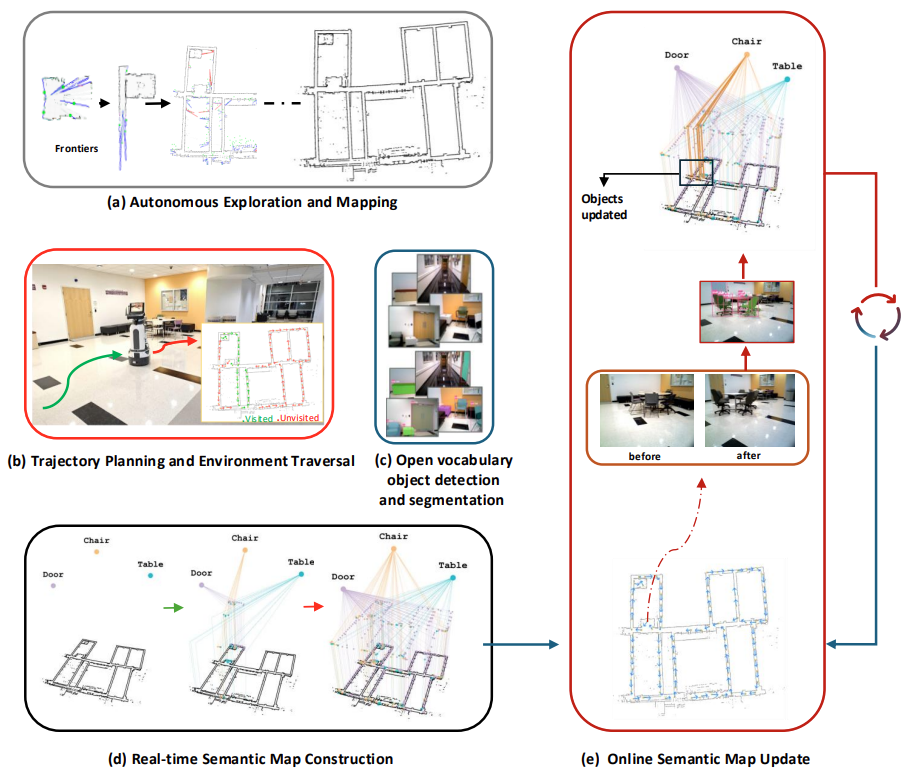 Frontiers
(a) Autonomous Exploration and Mapping
.Visited .Unvisited
(b) Trajectory Planning and Environment Traversal
(c) Open vocabulary
object detection
and segmentation
Chair
Door
Table
Chair
Door
Table
Chair
Door
Table
(d) Real-time Semantic Map Construction
Chair
Door
Table
Objects
updated
before
after
(e) Online Semantic Map Update